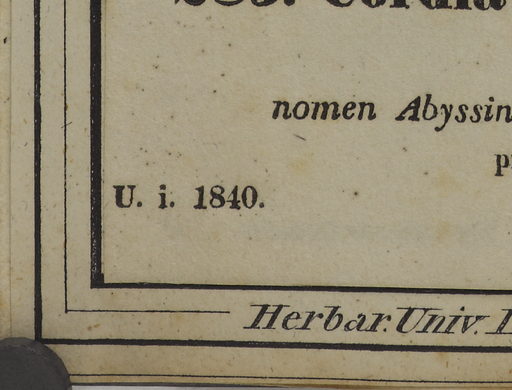 nomen Abyssin
U. i. 1840.
Herbar. Univ.